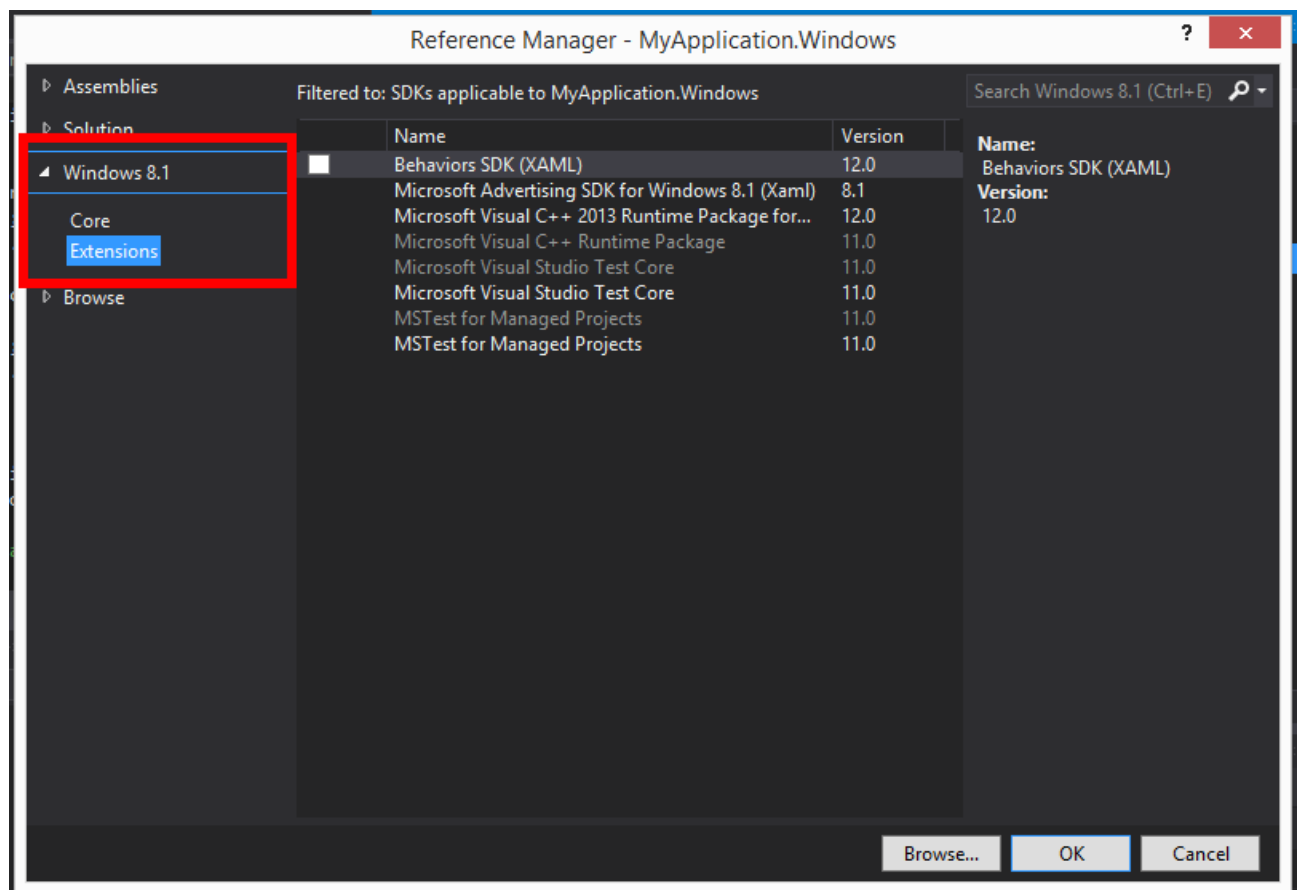 Reference Manager - MyApplication.Windows
?
Assemblies
Solution
Windows 8.1
Core
Extensions
Browse
Filtered to: SDKs applicable to MyApplication.Windows
Search Windows 8.1 (Ctrl+E)
Name Version
Behaviors SDK (XAML) 12.0
Microsoft Advertising SDK for Windows 8.1 (Xaml) 8.1
Microsoft Visual C++ 2013 Runtime Package for... 12.0
Microsoft Visual C++ Runtime Package 11.0
Microsoft Visual Studio Test Core 11.0
Microsoft Visual Studio Test Core 11.0
MSTest for Managed Projects 11.0
MSTest for Managed Projects 11.0
Name:
Behaviors SDK (XAML)
Version:
12.0
Browse... OK Cancel